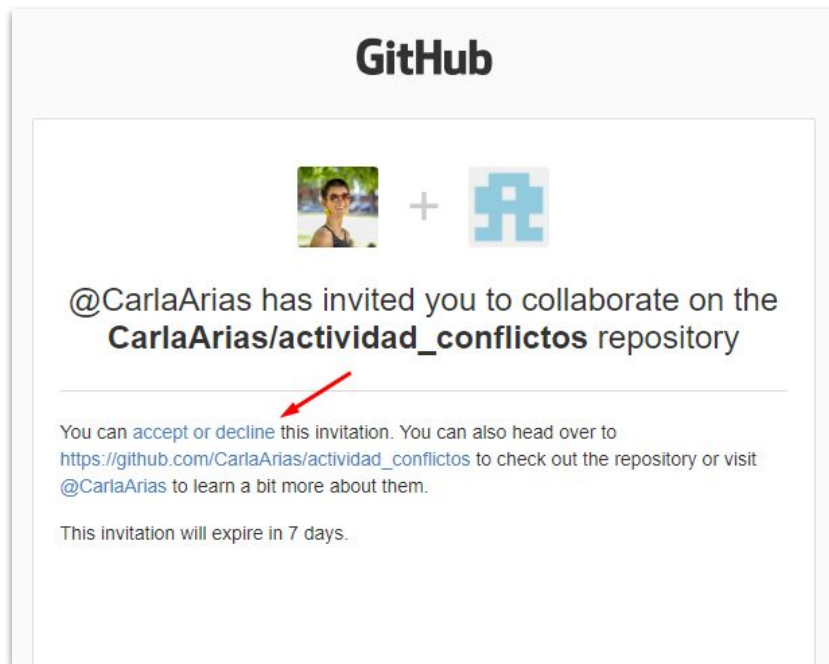 GitHub
@CarlaArias has invited you to collaborate on the
CarlaArias/actividad_conflictos repository
You can accept or decline this invitation. You can also head over to
https://github.com/CarlaArias/actividad_conflictos to check out the repository or visit
@CarlaArias to learn a bit more about them.
This invitation will expire in 7 days.